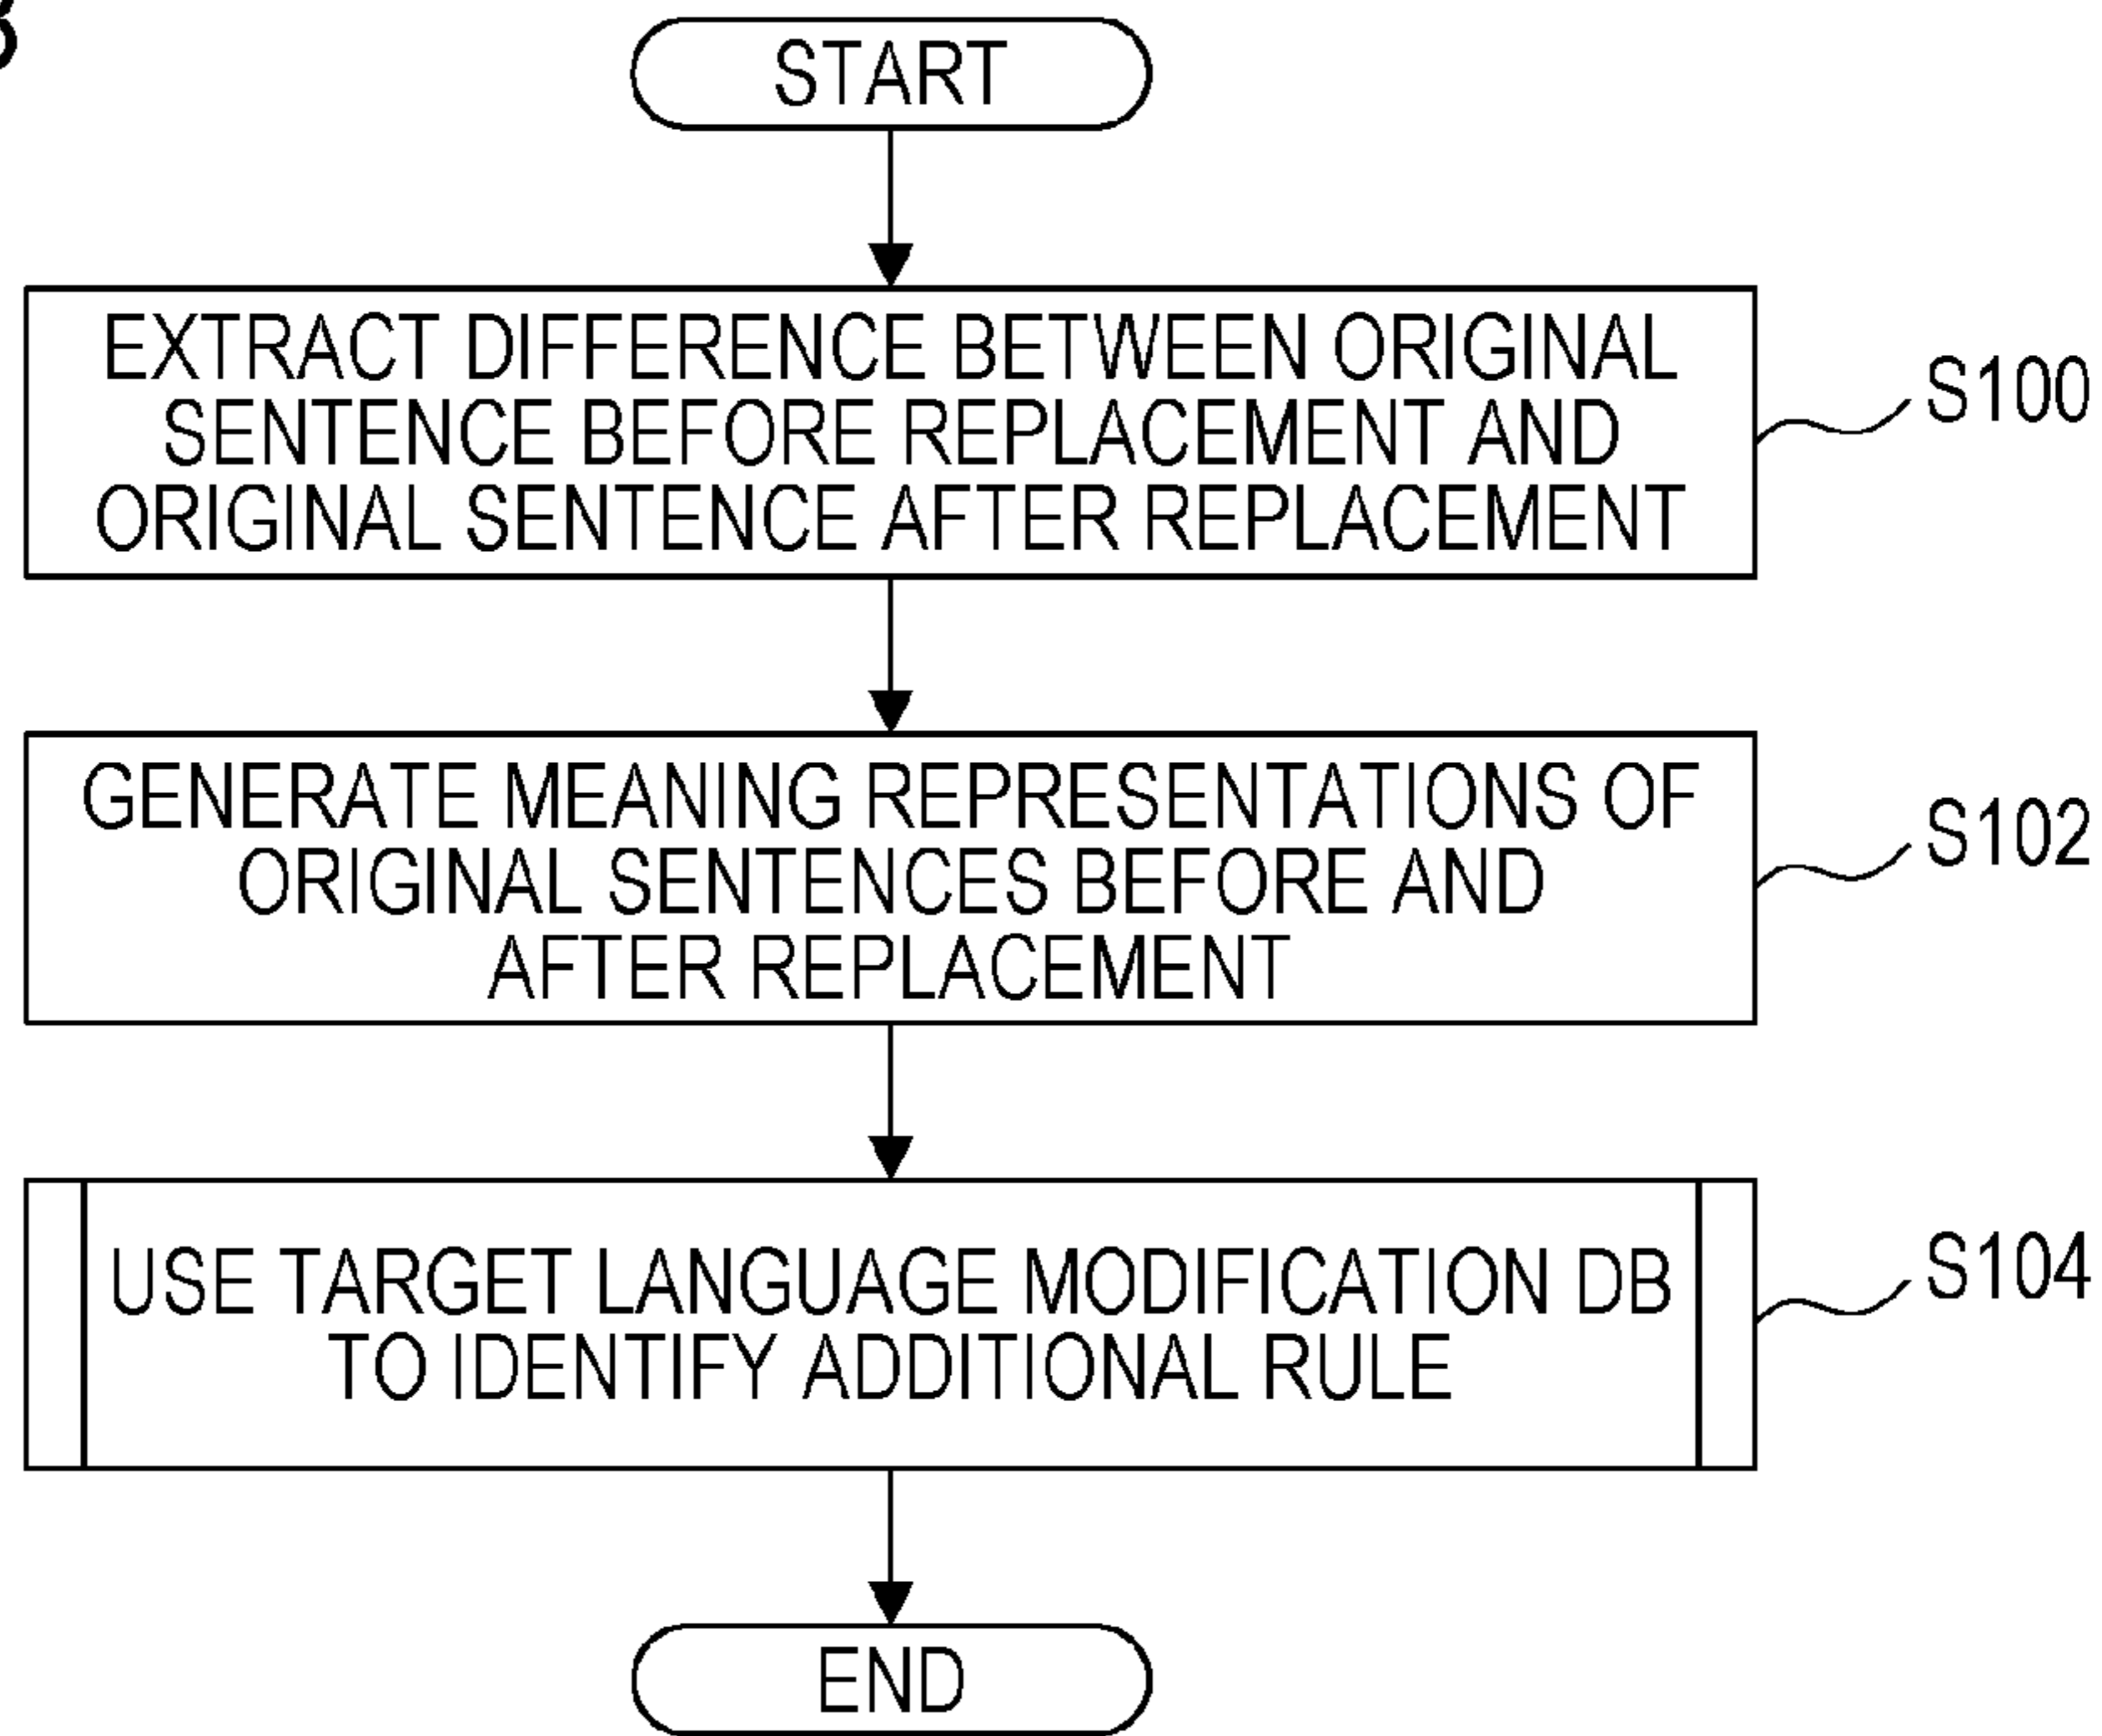 START
EXTRACT DIFFERENCE BETWEEN ORIGINAL
SENTENCE BEFORE REPLACEMENT AND
ORIGINAL SENTENCE AFTER REPLACEMENT
S100
GENERATE MEANING REPRESENTATIONS OF
ORIGINAL SENTENCES BEFORE AND
AFTER REPLACEMENT
S102
USE TARGET LANGUAGE MODIFICATION DB
TO IDENTIFY ADDITIONAL RULE
S104
END